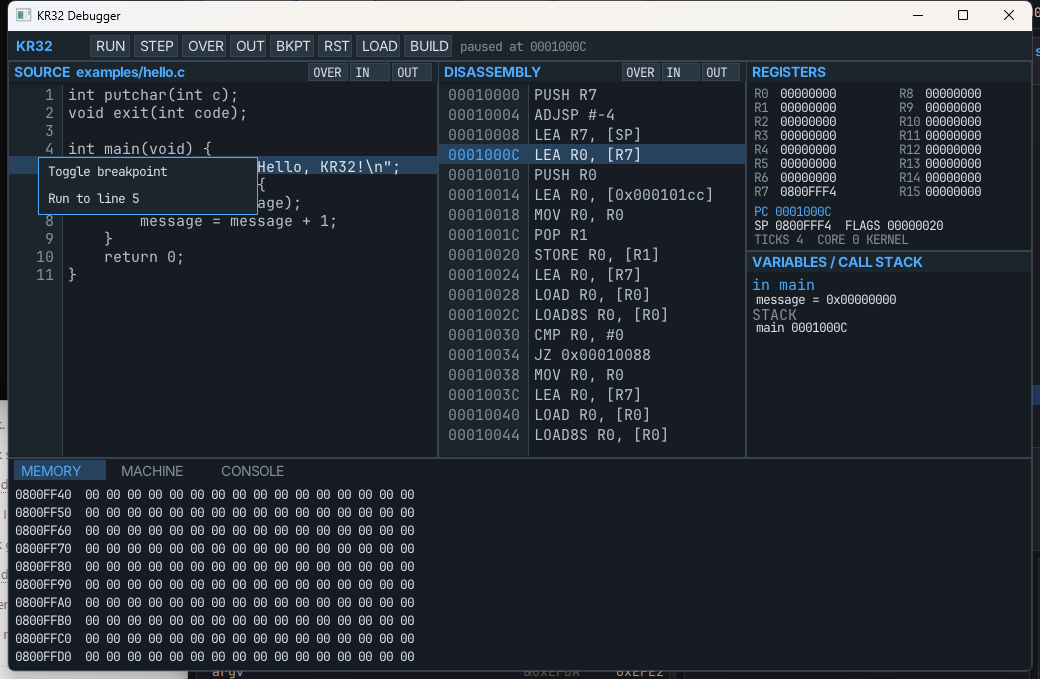 KR32 Debugger
KR32 RUN STEP OVER OUT BKPT RST LOAD BUILD paused at 0001000C
SOURCE examples/hello.c OVER IN OUT
1 int putchar(int c);
2 void exit(int code);
3
4 int main(void) {
Hello, KR32!\n";
{
age);
8 message = message + 1;
9 }
10 return 0;
11 }
Toggle breakpoint
Run to line 5
DISASSEMBLY OVER IN OUT
00010000 PUSH R7
00010004 ADJSP #-4
00010008 LEA R7, [SP]
0001000C LEA R0, [R7]
00010010 PUSH R0
00010014 LEA R0, [0x000101cc]
00010018 MOV R0, R0
0001001C POP R1
00010020 STORE R0, [R1]
00010024 LEA R0, [R7]
00010028 LOAD R0, [R0]
0001002C LOAD8S R0, [R0]
00010030 CMP R0, #0
00010034 JZ 0x00010088
00010038 MOV R0, R0
0001003C LEA R0, [R7]
00010040 LOAD R0, [R0]
00010044 LOAD8S R0, [R0]
REGISTERS
R0 00000000 R8 00000000
R1 00000000 R9 00000000
R2 00000000 R10 00000000
R3 00000000 R11 00000000
R4 00000000 R12 00000000
R5 00000000 R13 00000000
R6 00000000 R14 00000000
R7 0800FFF4 R15 00000000
PC 0001000C
SP 0800FFF4 FLAGS 00000020
TICKS 4 CORE 0 KERNEL
VARIABLES / CALL STACK
in main
message = 0x00000000
STACK
main 0001000C
MEMORY MACHINE CONSOLE
0800FF40 00 00 00 00 00 00 00 00 00 00 00 00 00 00 00 00
0800FF50 00 00 00 00 00 00 00 00 00 00 00 00 00 00 00 00
0800FF60 00 00 00 00 00 00 00 00 00 00 00 00 00 00 00 00
0800FF70 00 00 00 00 00 00 00 00 00 00 00 00 00 00 00 00
0800FF80 00 00 00 00 00 00 00 00 00 00 00 00 00 00 00 00
0800FF90 00 00 00 00 00 00 00 00 00 00 00 00 00 00 00 00
0800FFA0 00 00 00 00 00 00 00 00 00 00 00 00 00 00 00 00
0800FFB0 00 00 00 00 00 00 00 00 00 00 00 00 00 00 00 00
0800FFC0 00 00 00 00 00 00 00 00 00 00 00 00 00 00 00 00
0800FFD0 00 00 00 00 00 00 00 00 00 00 00 00 00 00 00 00